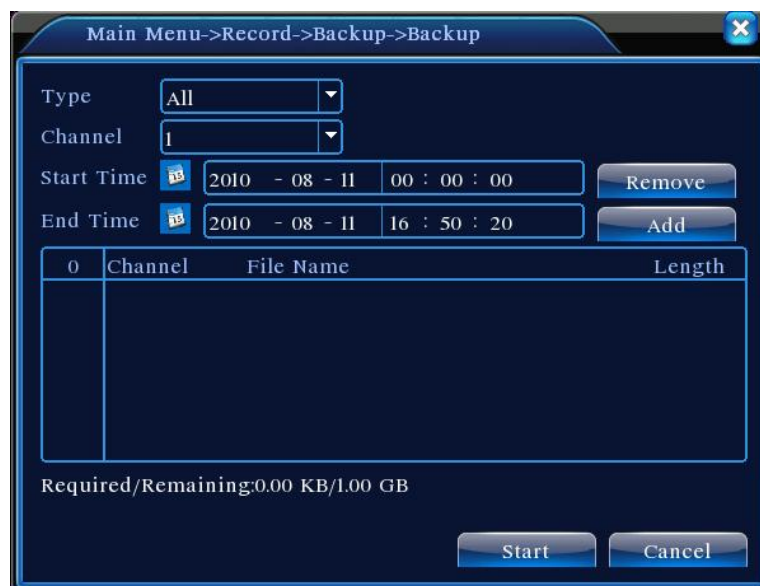 Main Menu->Record->Backup->Backup
Type All
Channel 1
Start Time 15 2010 - 08 - 11 00 : 00 : 00 Remove
End Time 15 2010 - 08 - 11 16 : 50 : 20 Add
0 Channel File Name Length
Required/Remaining:0.00 KB/1.00 GB
Start Cancel